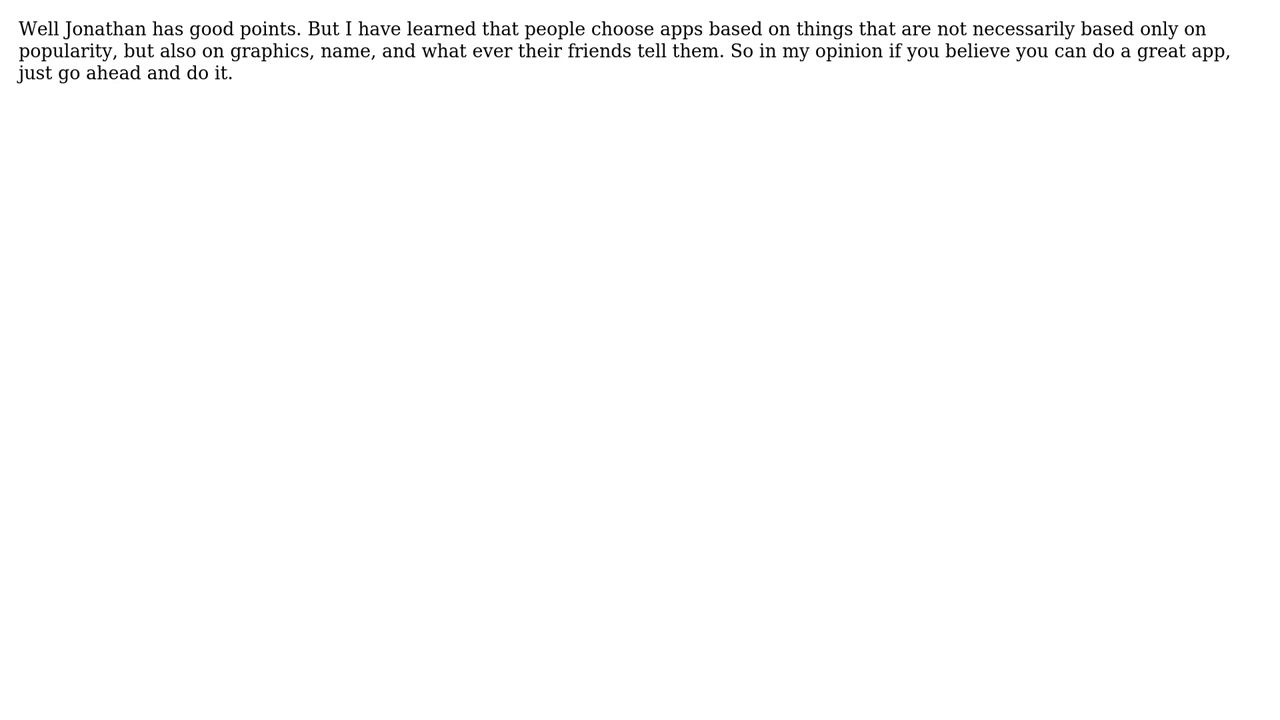 Well Jonathan has good points. But I have learned that people choose apps based on things that are not necessarily based only on
popularity, but also on graphics, name, and what ever their friends tell them. So in my opinion if you believe you can do a great app,
just go ahead and do it.